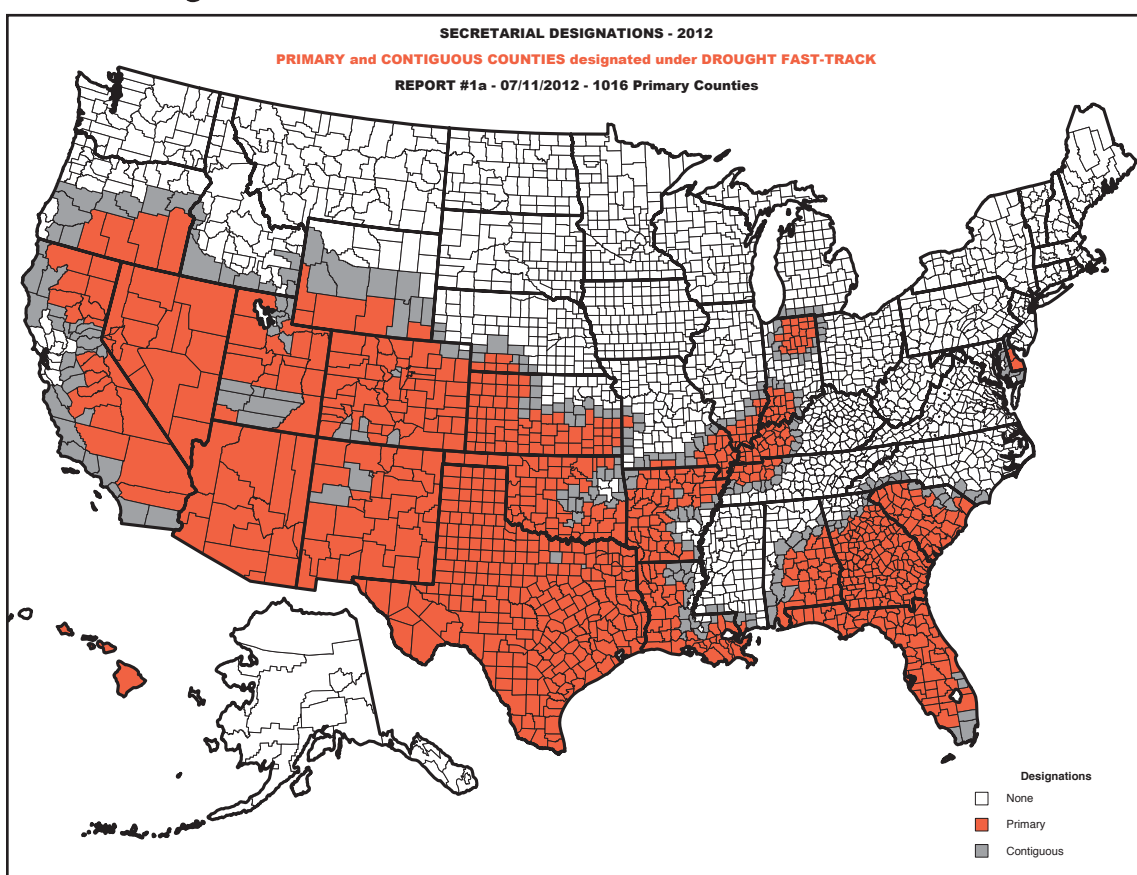 SECRETARIAL DESIGNATIONS - 2012
PRIMARY and CONTIGUOUS COUNTIES designated under DROUGHT FAST-TRACK
REPORT #1a - 07/11/2012 - 1016 Primary Counties
Designations
None
Primary
Contiguous